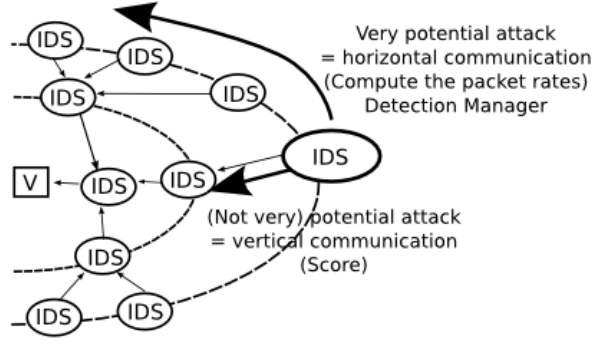 IDS
IDS
IDS
IDS
IDS
V
IDS
IDS
IDS
IDS
IDS
Very potential attack
= horizontal communication
(Compute the packet rates)
Detection Manager
(Not very) potential attack
= vertical communication
(Score)